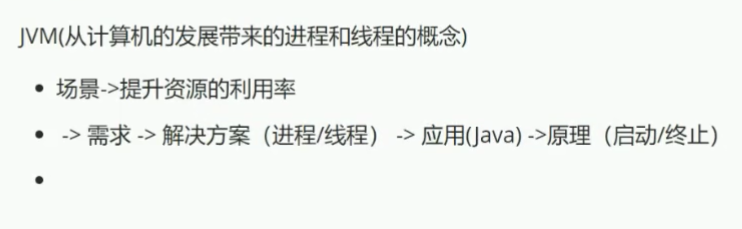 JVM(从计算机的发展带来的进程和线程的概念)
场景->提升资源的利用率
-> 需求 -> 解决方案（进程/线程） -> 应用(Java) ->原理（启动/终止）